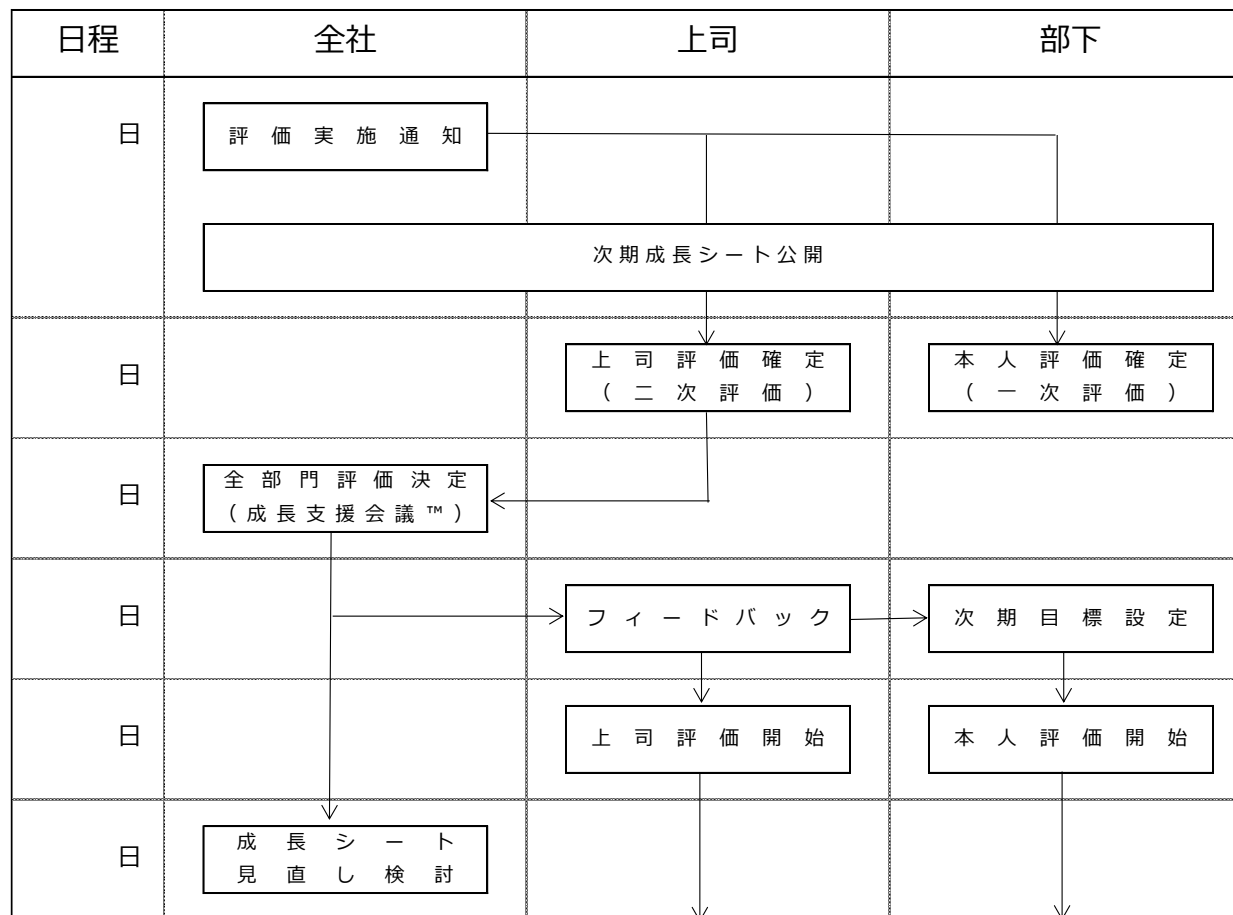 日程 全社 上司 部下
日 評価実施通知
次期成長シート公開
日 上司評価確定 本人評価確定
(二次評価) (一次評価)
日 全部門評価決定
(成長支援会議™)
日 フィードバック 次期目標設定
日 上司評価開始 本人評価開始
日 成長シート
見直し検討